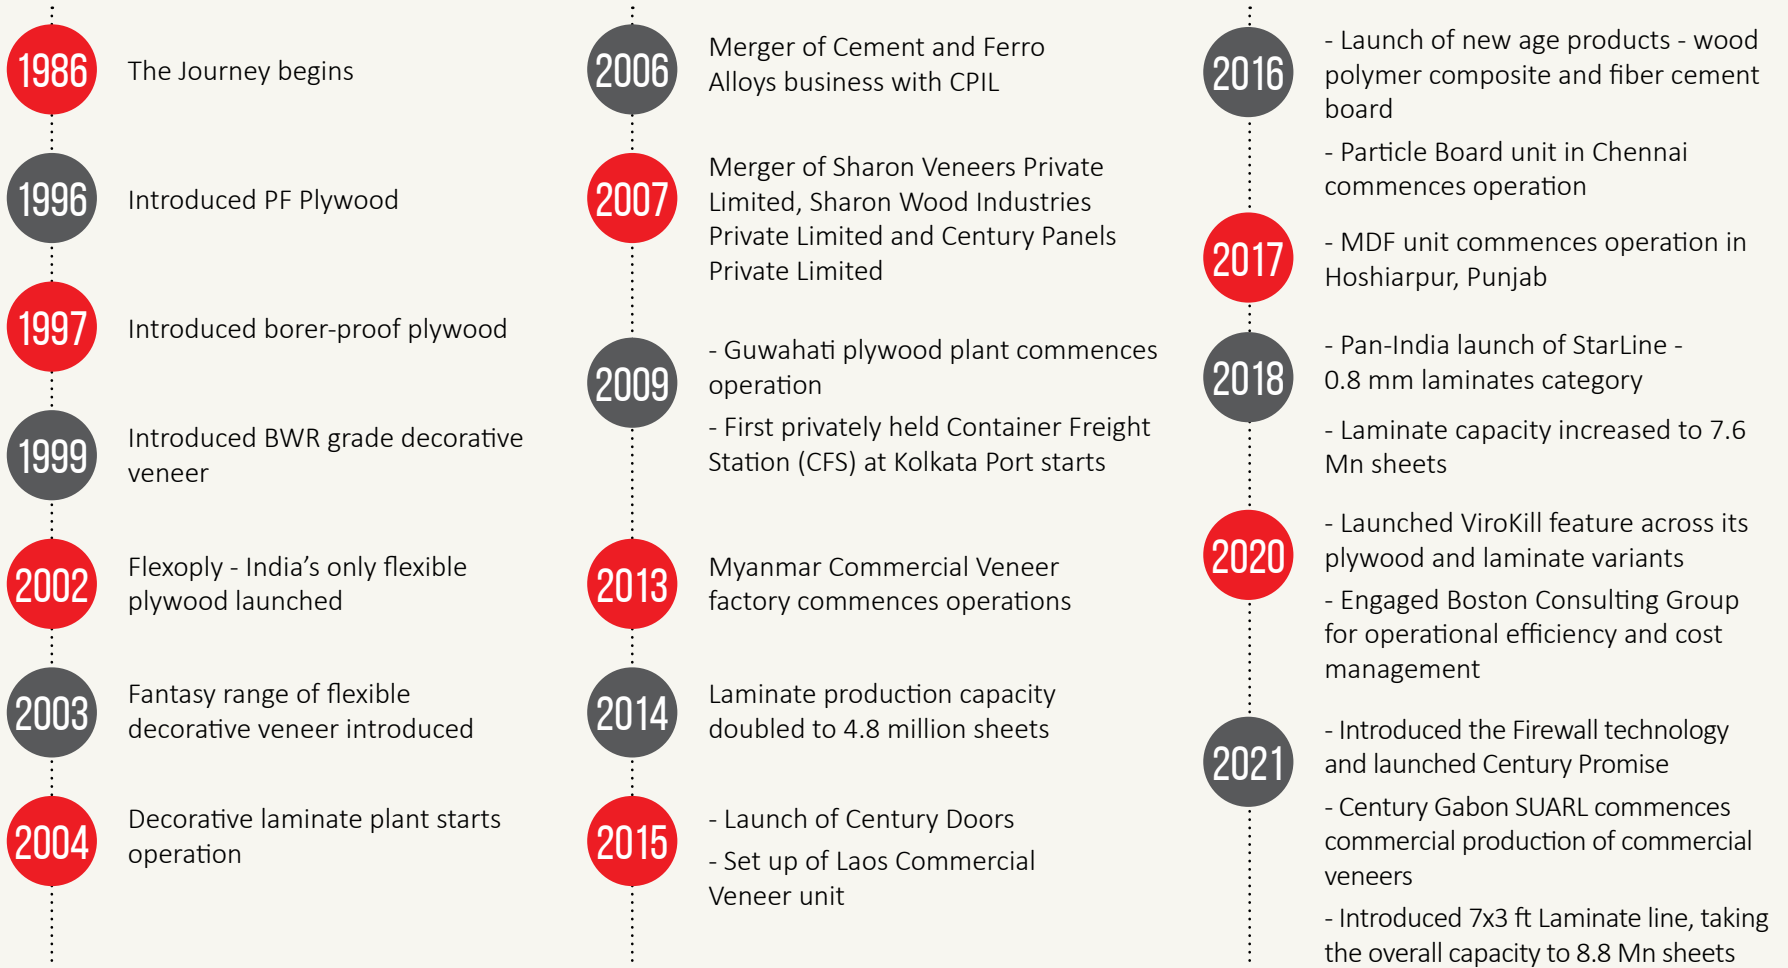 1986
The Journey begins
1996
Introduced PF Plywood
1997
Introduced borer-proof plywood
1999
Introduced BWR grade decorative
veneer
2002
Flexoply - India’s only flexible
plywood launched
2003
Fantasy range of flexible
decorative veneer introduced
2004
Decorative laminate plant starts
operation
2006
Merger of Cement and Ferro
Alloys business with CPIL
2007
Merger of Sharon Veneers Private
Limited, Sharon Wood Industries
Private Limited and Century Panels
Private Limited
2009
- Guwahati plywood plant commences
operation
- First privately held Container Freight
Station (CFS) at Kolkata Port starts
2013
Myanmar Commercial Veneer
factory commences operations
2014
Laminate production capacity
doubled to 4.8 million sheets
2015
- Launch of Century Doors
- Set up of Laos Commercial
Veneer unit
2016
- Launch of new age products - wood
polymer composite and fiber cement
board
- Particle Board unit in Chennai
commences operation
2017
- MDF unit commences operation in
Hoshiarpur, Punjab
2018
- Pan-India launch of StarLine -
0.8 mm laminates category
- Laminate capacity increased to 7.6
Mn sheets
2020
- Launched ViroKill feature across its
plywood and laminate variants
- Engaged Boston Consulting Group
for operational efficiency and cost
management
2021
- Introduced the Firewall technology
and launched Century Promise
- Century Gabon SUARL commences
commercial production of commercial
veneers
- Introduced 7x3 ft Laminate line, taking
the overall capacity to 8.8 Mn sheets